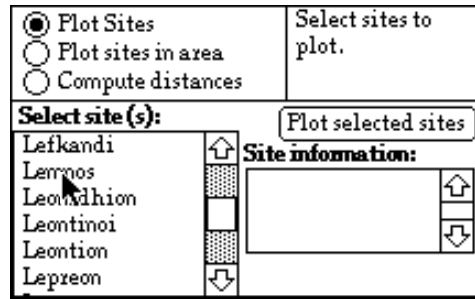 Plot Sites
Plot sites in area
Compute distances
Select sites to
plot.
Select site(s):
Lefkandi
Lemnos
Leontinoi
Leontion
Lepreon
Plot selected sites
Site information: